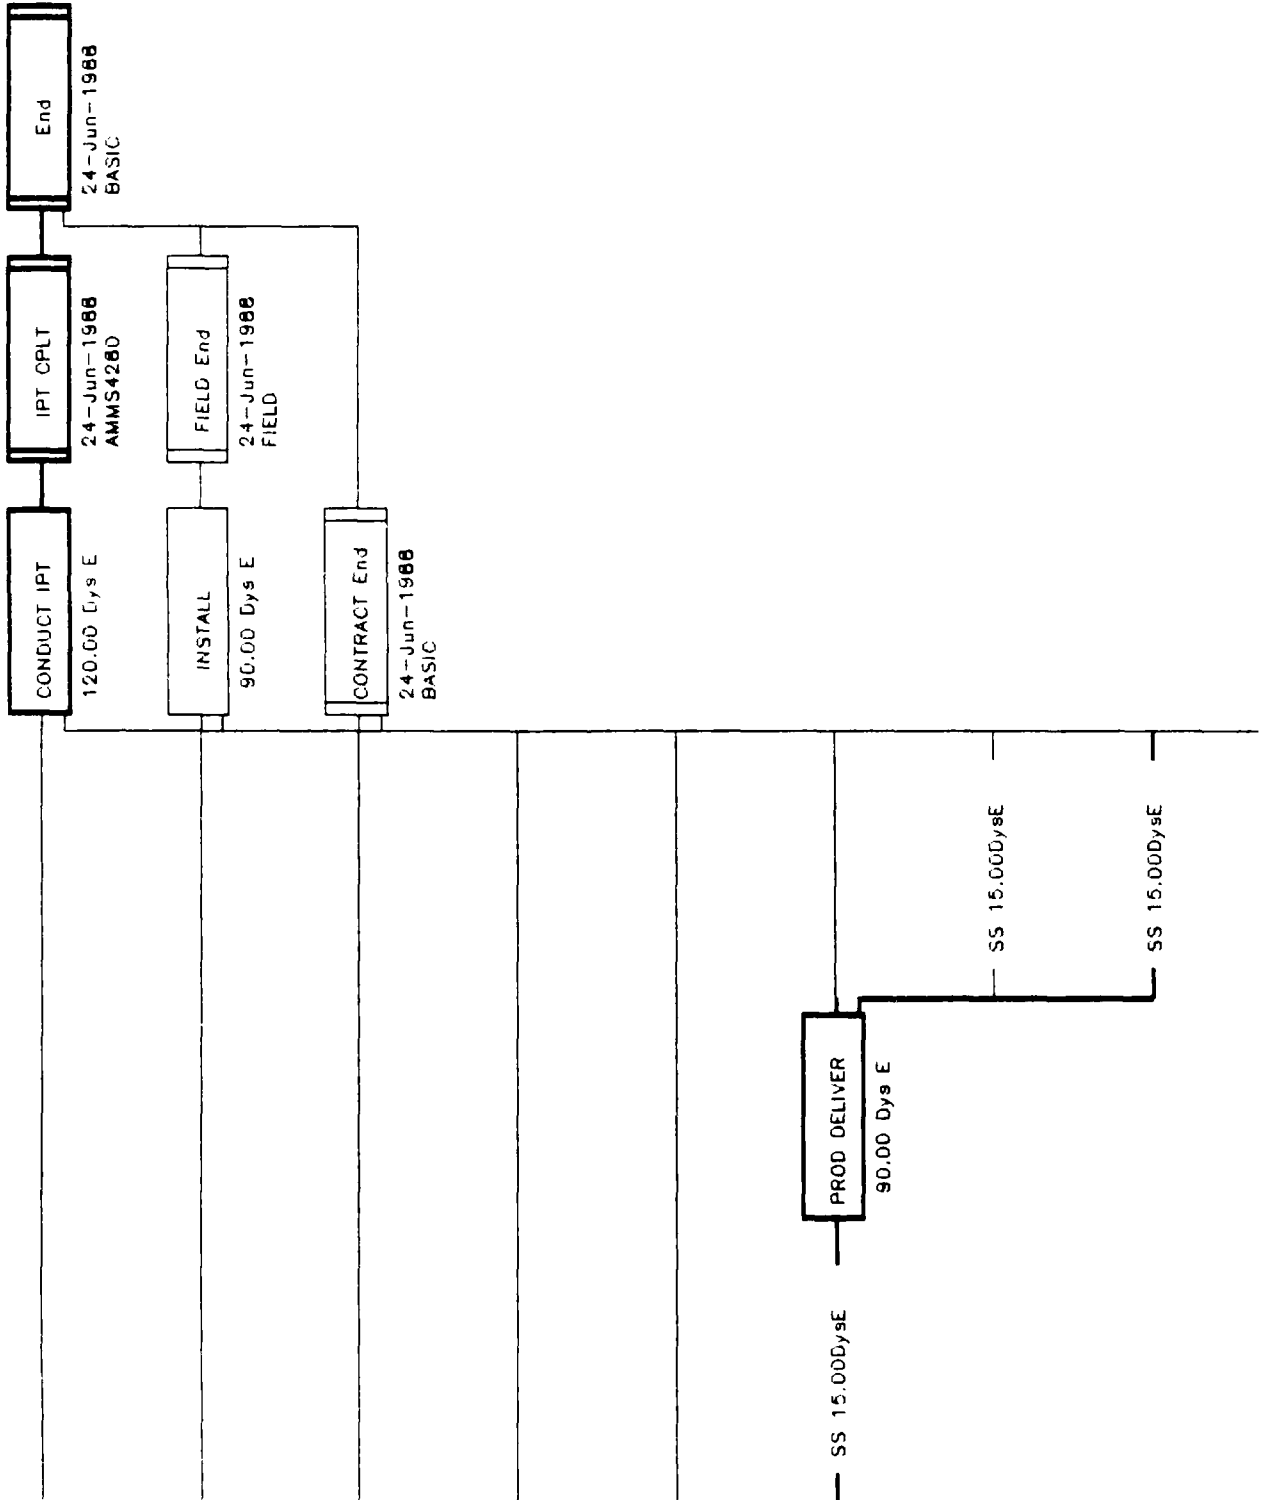 CONDUCT IPT
120.00 Dys E
IPT CPLT
24-Jun-1988
AMMS4280
End
24-Jun-1988
BASIC
INSTALL
90.00 Dys E
FIELD End
24-Jun-1988
FIELD
CONTRACT End
24-Jun-1988
BASIC
SS 15.00DysE
PROD DELIVER
90.00 Dys E
SS 15.00DysE
SS 15.00DysE